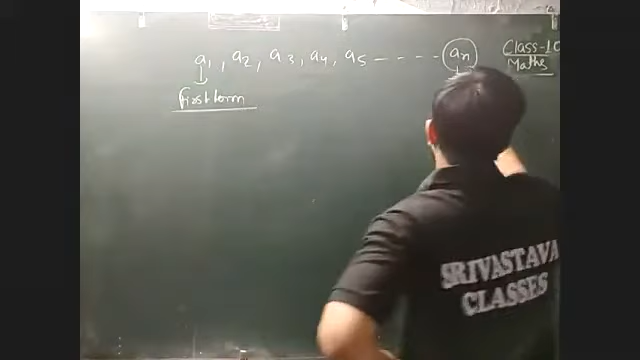 a1, a2, a3, a4, a5 - - - - an
First term
Class-10
Maths
SRIVASTAVA
CLASSES